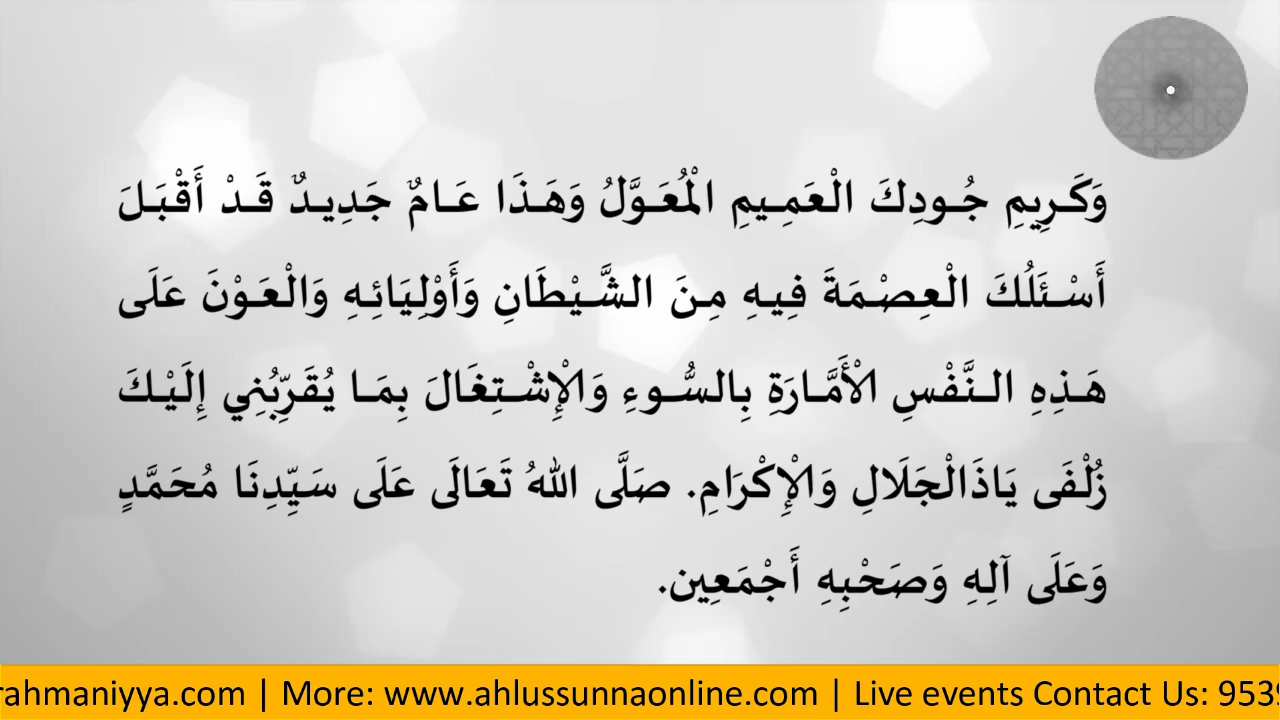 وَكَرِيمِ جُودِكَ الْعَمِيمِ الْمُعَوَّلُ وَهَذَا عَامٌ جَدِيدٌ قَدْ أَقْبَلَ
أَسْئَلُكَ الْعِصْمَةَ فِيهِ مِنَ الشَّيْطَانِ وَأَوْلِيَائِهِ وَالْعَوْنَ عَلَى
هَذِهِ النَّفْسِ الْأَمَّارَةِ بِالسُّوءِ وَالْإِشْتِغَالَ بِمَا يُقَرِّبُنِي إِلَيْكَ
زُلْفَى يَاذَالْجَلَالِ وَالْإِكْرَامِ. صَلَّى اللهُ تَعَالَى عَلَى سَيِّدِنَا مُحَمَّدٍ
وَعَلَى آلِهِ وَصَحْبِهِ أَجْمَعِين.
rahmaniyya.com | More: www.ahlussunnaonline.com | Live events Contact Us: 953